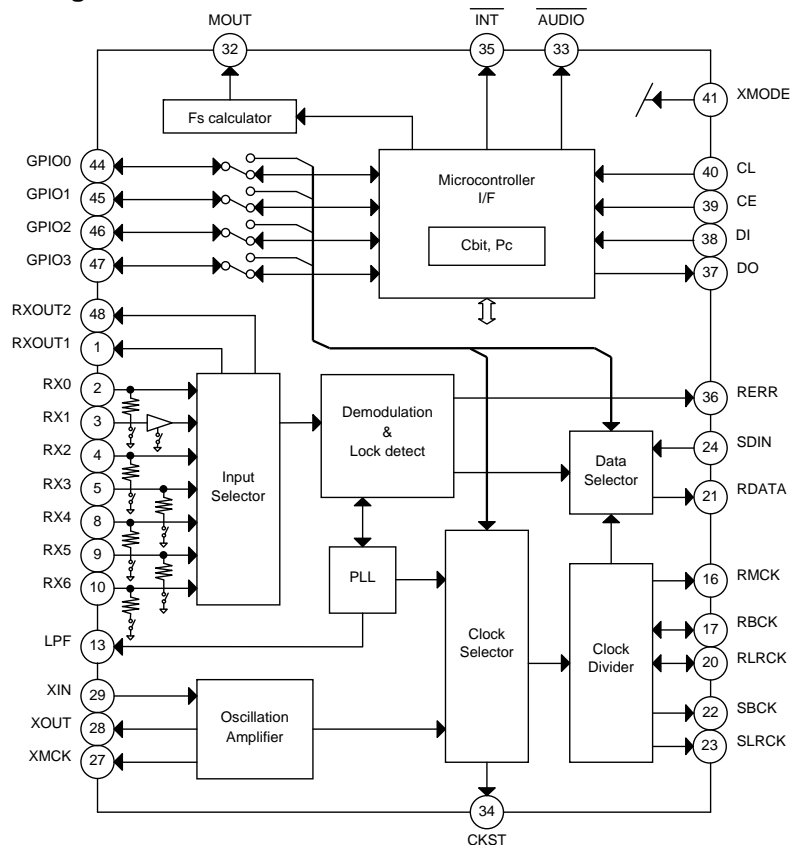 MOUT
INT
AUDIO
32
35
33
Fs calculator
41
XMODE
GPIO0
44
GPIO1
45
GPIO2
46
GPIO3
47
Microcontroller
I/F
Cbit, Pc
40
CL
39
CE
38
DI
37
DO
RXOUT2
48
RXOUT1
1
RX0
2
RX1
3
RX2
4
RX3
5
RX4
8
RX5
9
RX6
10
Input
Selector
Demodulation
&
Lock detect
36
RERR
24
SDIN
Data
Selector
21
RDATA
PLL
LPF
13
Clock
Selector
Clock
Divider
16
RMCK
17
RBCK
20
RLRCK
22
SBCK
23
SLRCK
XIN
29
XOUT
28
XMCK
27
Oscillation
Amplifier
34
CKST